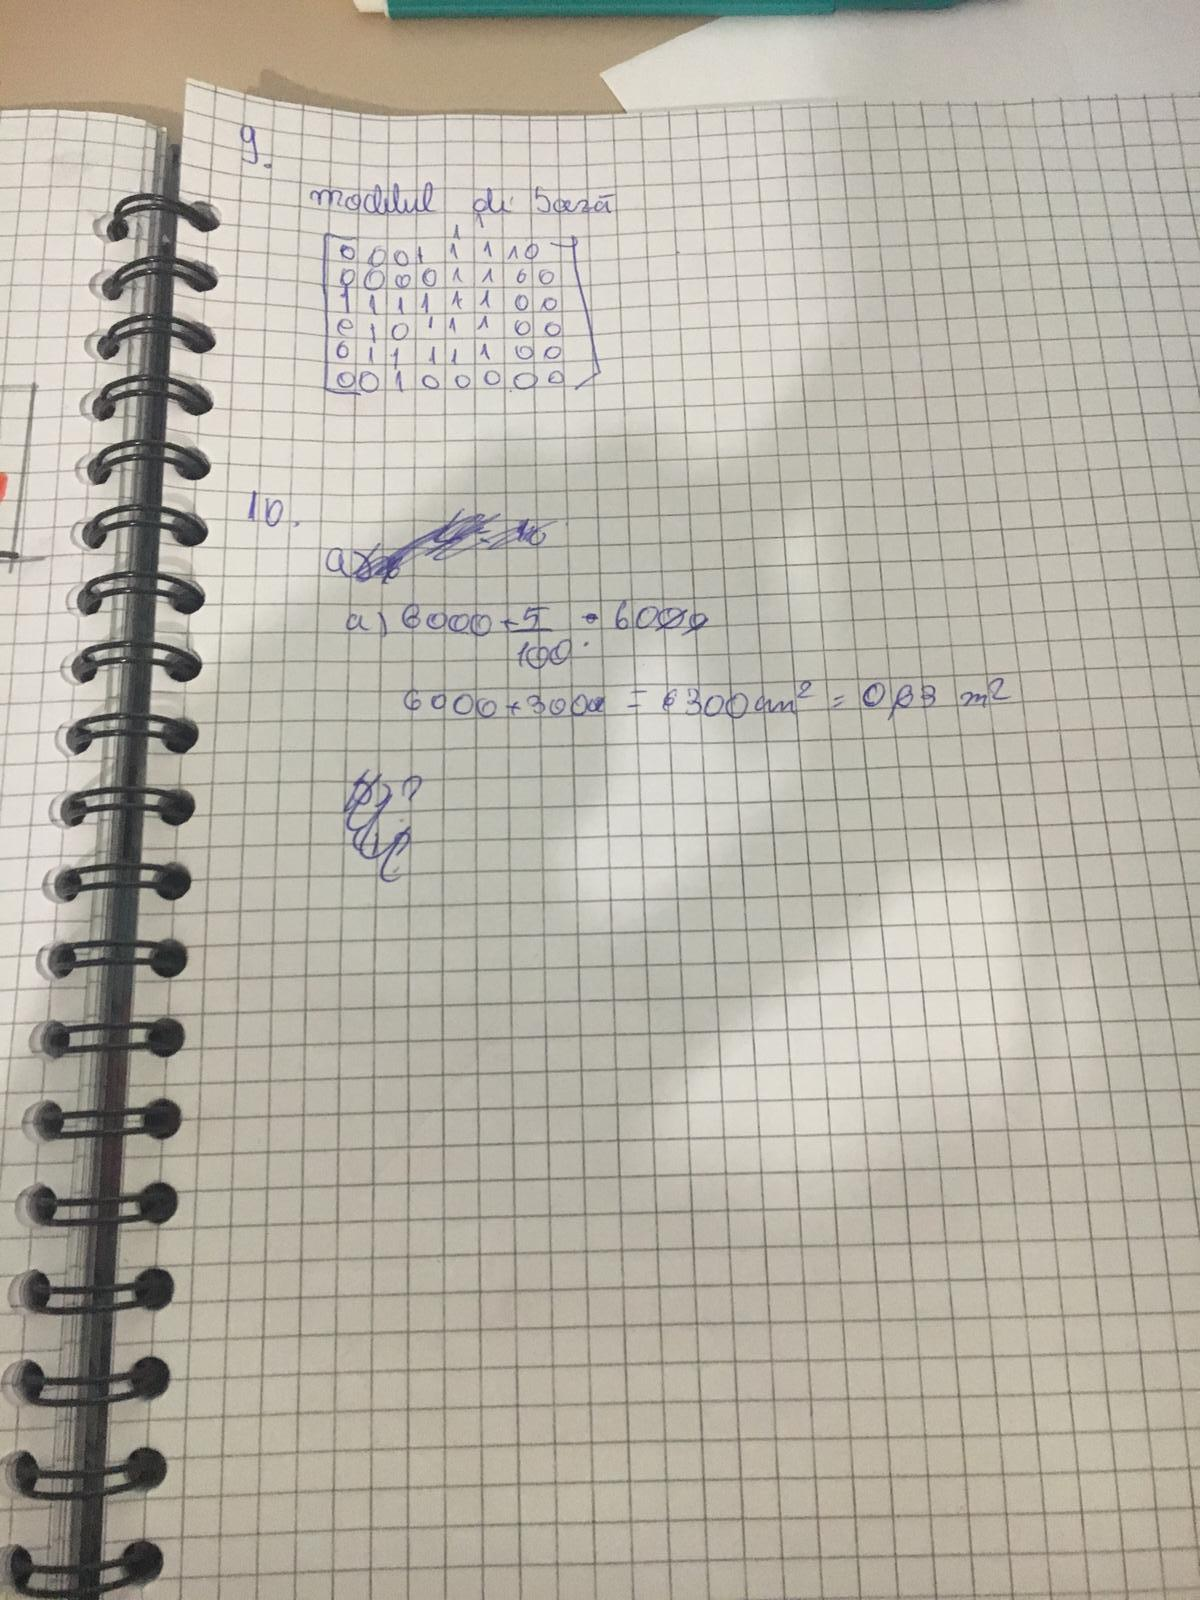 9.
modelul de bază
1 1
0 0 0 1 1 1 1 0
0 0 0 0 1 1 0 0
1 1 1 1 1 1 0 0
0 1 0 1 1 1 0 0
0 1 1 1 1 1 0 0
0 0 1 0 0 0 0 0
10.
a)
a) 6000 + 5/100 • 6000
6000 + 300 = 6300 cm² = 0,63 m²